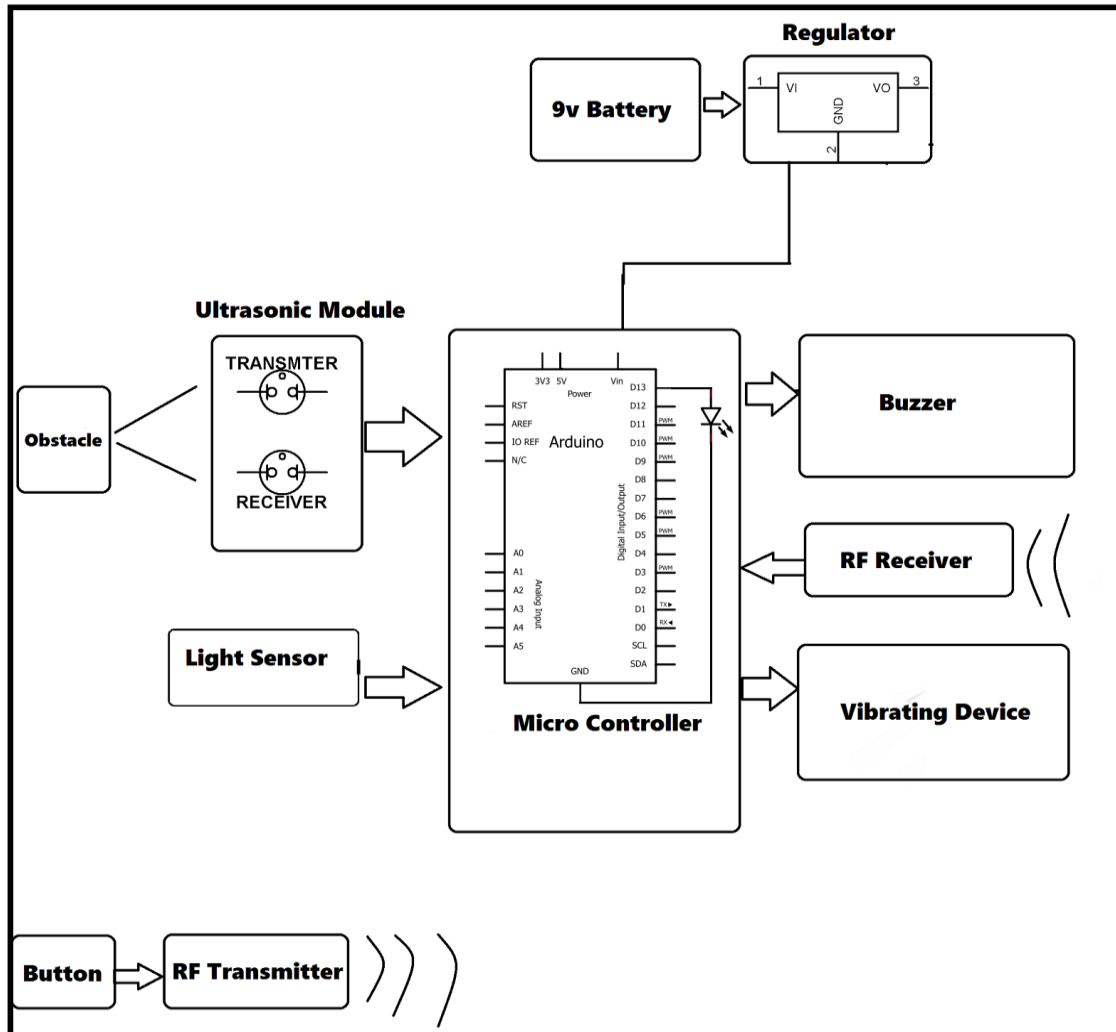 Regulator
1
VI
VO
3
GND
2
9v Battery
Ultrasonic Module
TRANSMTER
RECEIVER
Obstacle
3V3
5V
Vin
Power
RST
AREF
IO REF
N/C
Arduino
D13
D12
D11
PWM
D10
PWM
D9
PWM
D8
D7
D6
PWM
D5
PWM
D4
D3
PWM
D2
D1
TX▶
D0
RX◀
SCL
SDA
Digital Input/Output
A0
A1
A2
A3
A4
A5
Analog Input
GND
Micro Controller
Buzzer
RF Receiver
Light Sensor
Vibrating Device
Button
RF Transmitter